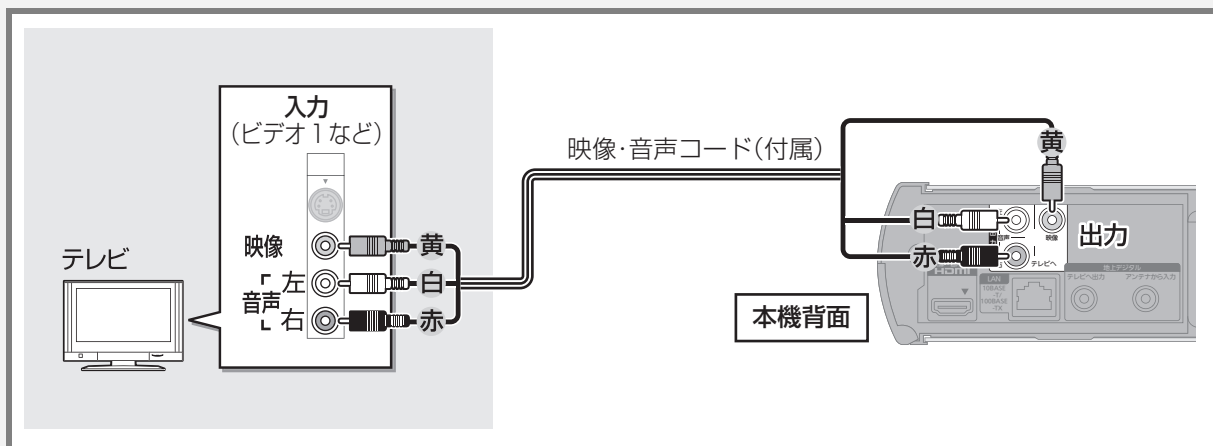 入力
(ビデオ1など)
映像
左
音声
右
黄
白
赤
テレビ
映像・音声コード(付属)
黄
白
赤
音声
映像
テレビへ
出力
HDMI
LAN
10BASE
-T/
100BASE
-TX
地上デジタル
テレビへ出力
アンテナから入力
本機背面